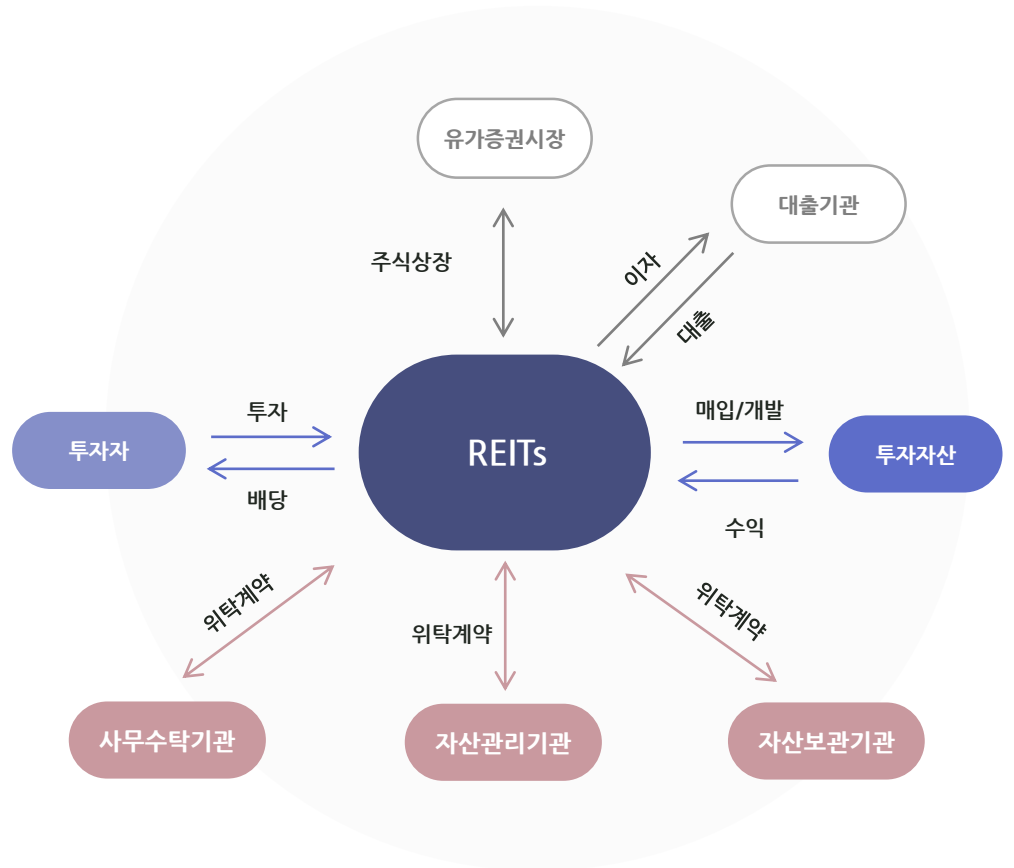 유가증권시장
대출기관
주식상장
이자
대출
투자자
투자
배당
REITs
매입/개발
수익
투자자산
위탁계약
위탁계약
위탁계약
사무수탁기관
자산관리기관
자산보관기관